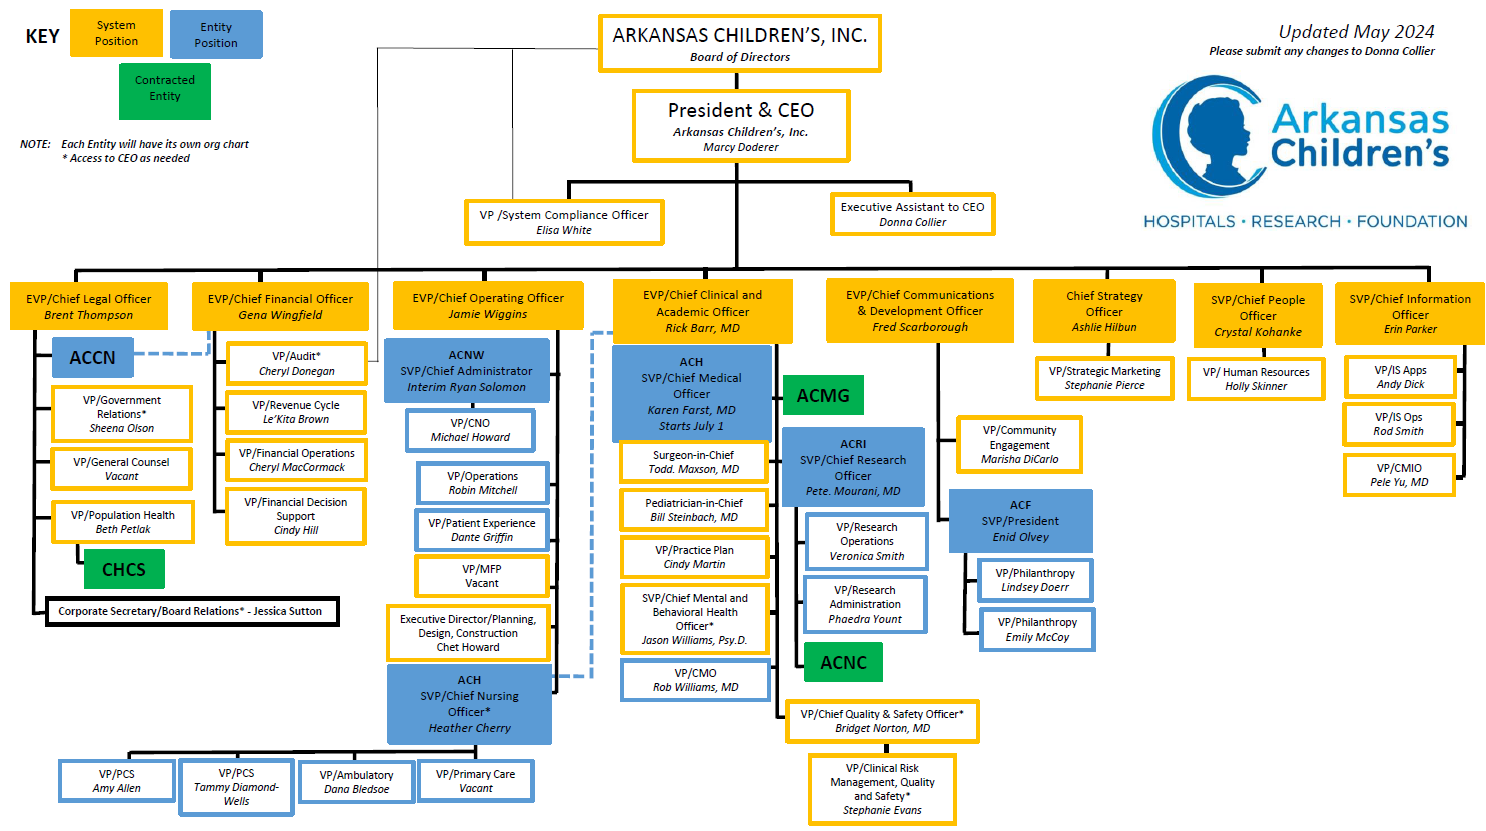 KEY
System
Position
Entity
Position
Contracted
Entity
NOTE: Each Entity will have its own org chart
* Access to CEO as needed
ARKANSAS CHILDREN'S, INC.
Board of Directors
President & CEO
Arkansas Children's, Inc.
Marcy Doderer
Updated May 2024
Please submit any changes to Donna Collier
Arkansas
Children's
HOSPITALS · RESEARCH · FOUNDATION
VP /System Compliance Officer
Elisa White
Executive Assistant to CEO
Donna Collier
EVP/Chief Legal Officer
Brent Thompson
ACCN
VP/Government
Relations*
Sheena Olson
VP/General Counsel
Vacant
VP/Population Health
Beth Petlak
CHCS
Corporate Secretary/Board Relations* - Jessica Sutton
EVP/Chief Financial Officer
Gena Wingfield
VP/Audit*
Cheryl Donegan
VP/Revenue Cycle
Le'Kita Brown
VP/Financial Operations
Cheryl MacCormack
VP/Financial Decision
Support
Cindy Hill
EVP/Chief Operating Officer
Jamie Wiggins
ACNW
SVP/Chief Administrator
Interim Ryan Solomon
VP/CNO
Michael Howard
VP/Operations
Robin Mitchell
VP/Patient Experience
Dante Griffin
VP/MFP
Vacant
Executive Director/Planning,
Design, Construction
Chet Howard
ACH
SVP/Chief Nursing
Officer*
Heather Cherry
VP/PCS
Amy Allen
VP/PCS
Tammy Diamond-
Wells
VP/Ambulatory
Dana Bledsoe
VP/Primary Care
Vacant
EVP/Chief Clinical and
Academic Officer
Rick Barr, MD
ACH
SVP/Chief Medical
Officer
Karen Farst, MD
Starts July 1
Surgeon-in-Chief
Todd. Maxson, MD
Pediatrician-in-Chief
Bill Steinbach, MD
VP/Practice Plan
Cindy Martin
SVP/Chief Mental and
Behavioral Health
Officer*
Jason Williams, Psy.D.
VP/CMO
Rob Williams, MD
ACMG
ACRI
SVP/Chief Research
Officer
Pete. Mourani, MD
VP/Research
Operations
Veronica Smith
VP/Research
Administration
Phaedra Yount
ACNC
VP/Chief Quality & Safety Officer*
Bridget Norton, MD
VP/Clinical Risk
Management, Quality
and Safety*
Stephanie Evans
EVP/Chief Communications
& Development Officer
Fred Scarborough
VP/Community
Engagement
Marisha DiCarlo
ACF
SVP/President
Enid Olvey
VP/Philanthropy
Lindsey Doerr
VP/Philanthropy
Emily McCoy
Chief Strategy
Officer
Ashlie Hilbun
VP/Strategic Marketing
Stephanie Pierce
SVP/Chief People
Officer
Crystal Kohanke
VP/ Human Resources
Holly Skinner
SVP/Chief Information
Officer
Erin Parker
VP/IS Apps
Andy Dick
VP/IS Ops
Rod Smith
VP/CMIO
Pele Yu, MD